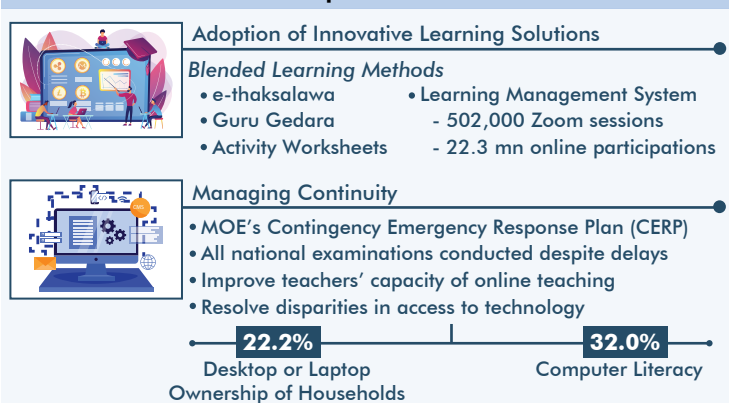 Adoption of Innovative Learning Solutions
Blended Learning Methods
• e-thaksalawa
• Guru Gedara
• Activity Worksheets
• Learning Management System
- 502,000 Zoom sessions
- 22.3 mn online participations
Managing Continuity
• MOE's Contingency Emergency Response Plan (CERP)
• All national examinations conducted despite delays
• Improve teachers' capacity of online teaching
• Resolve disparities in access to technology
22.2%
Desktop or Laptop
Ownership of Households
32.0%
Computer Literacy